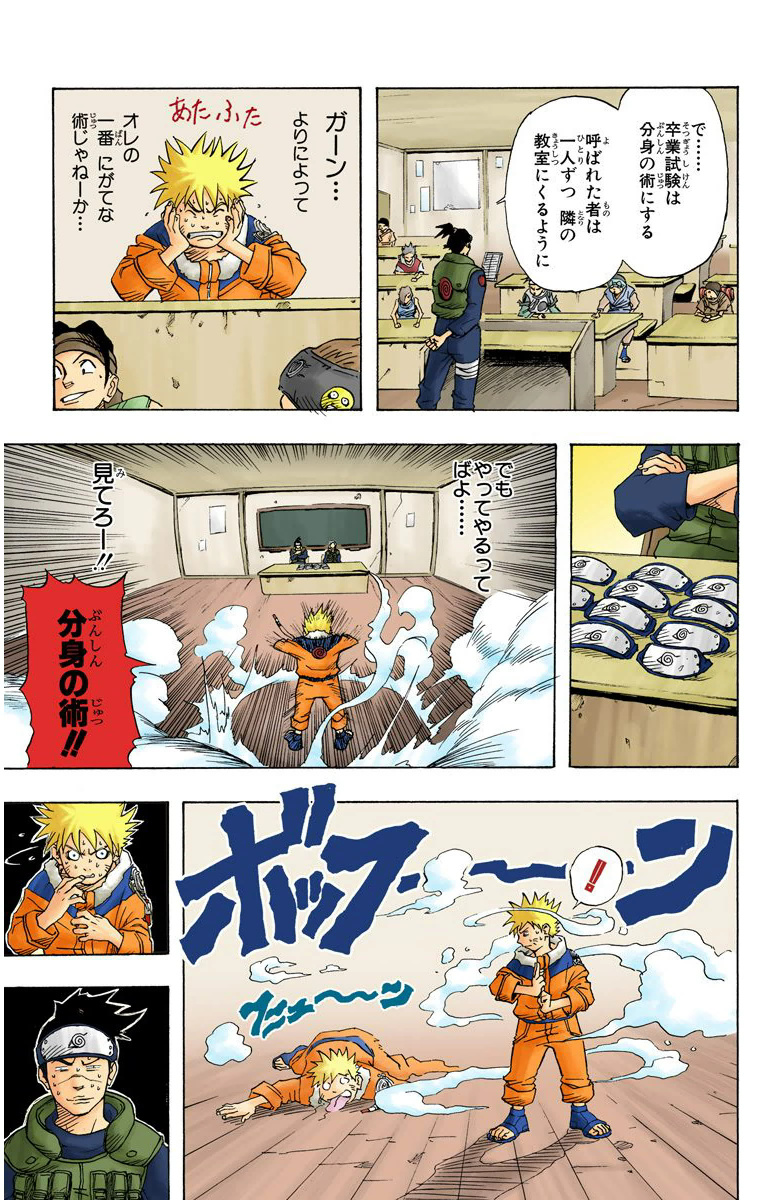 で……
卒業試験は
分身の術にする
呼ばれた者は
一人ずつ 隣の
教室にくるように
ガーン…
よりによって
あたふた
オレの
一番 にがてな
術じゃねーか…
でも
やってやるって
ばよ……
見てろー!!
分身の術!!
ボッフーーン
!